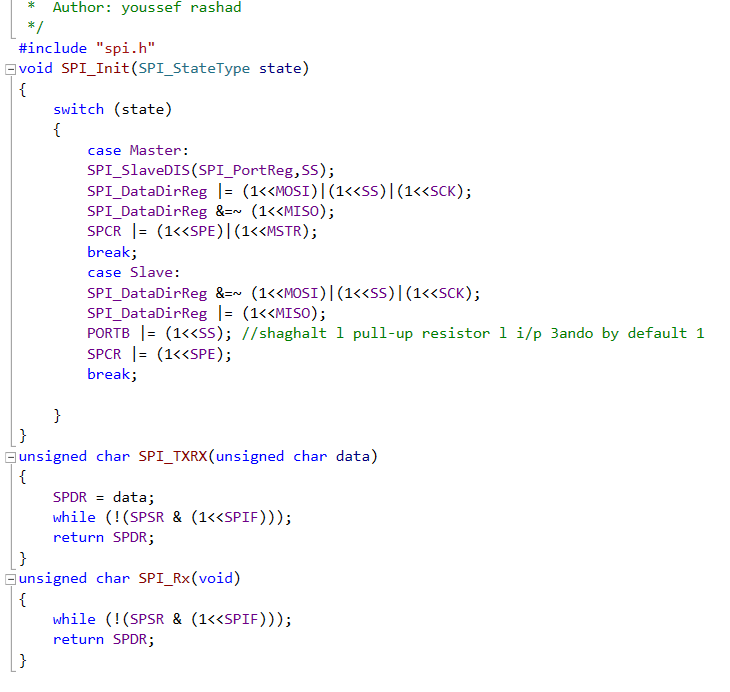 *  Author: youssef rashad
*/
#include "spi.h"
void SPI_Init(SPI_StateType state)
{
    switch (state)
    {
        case Master:
        SPI_SlaveDIS(SPI_PortReg,SS);
        SPI_DataDirReg |= (1<<MOSI)|(1<<SS)|(1<<SCK);
        SPI_DataDirReg &=~ (1<<MISO);
        SPCR |= (1<<SPE)|(1<<MSTR);
        break;
        case Slave:
        SPI_DataDirReg &=~ (1<<MOSI)|(1<<SS)|(1<<SCK);
        SPI_DataDirReg |= (1<<MISO);
        PORTB |= (1<<SS); //shaghalt l pull-up resistor l i/p 3ando by default 1
        SPCR |= (1<<SPE);
        break;
    }
}
unsigned char SPI_TXRX(unsigned char data)
{
    SPDR = data;
    while (!(SPSR & (1<<SPIF)));
    return SPDR;
}
unsigned char SPI_Rx(void)
{
    while (!(SPSR & (1<<SPIF)));
    return SPDR;
}